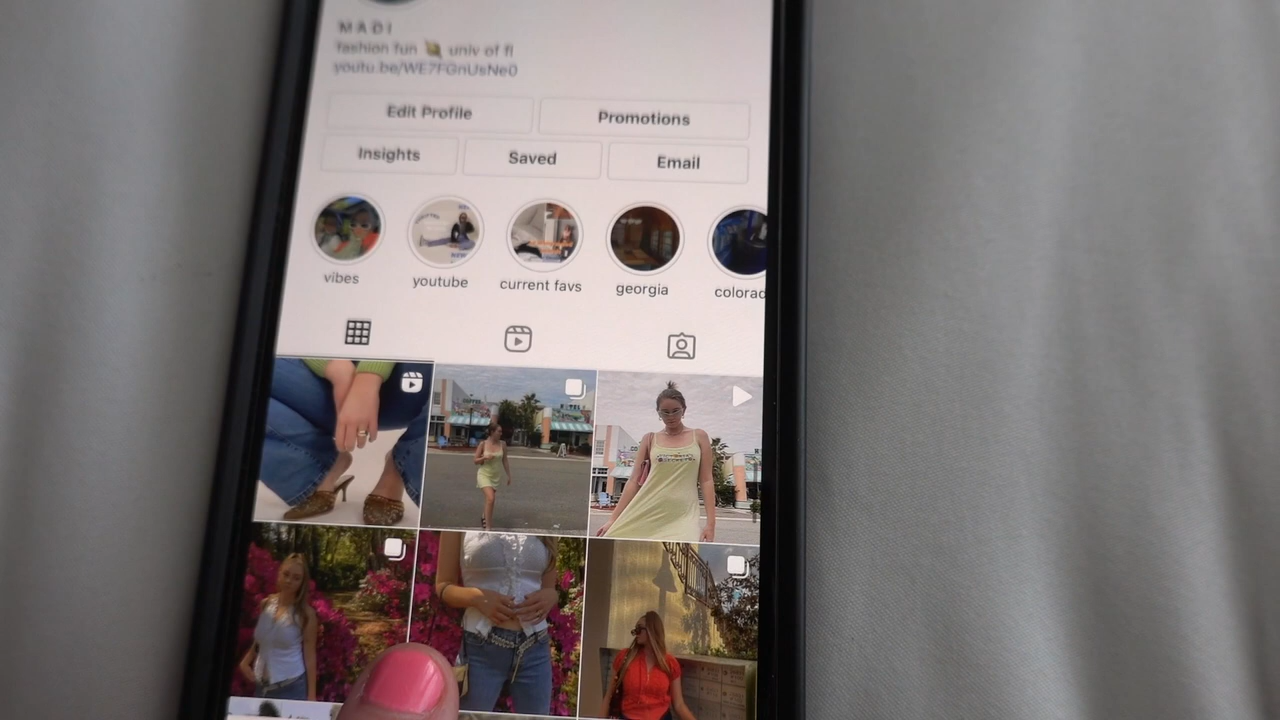 MADI
fashion fun univ of fl
youtu.be/WE7FGnUsNe0
Edit Profile
Promotions
Insights
Saved
Email
vibes
youtube
current favs
georgia
colorad